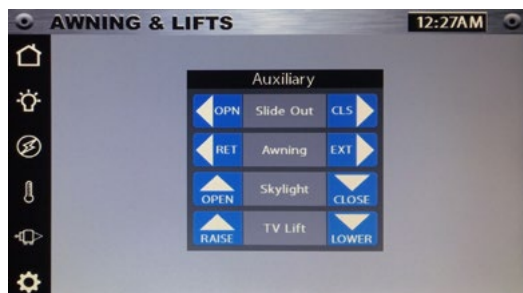 AWNING & LIFTS 12:27AM
Auxiliary
OPN Slide Out CLS
RET Awning EXT
OPEN Skylight CLOSE
RAISE TV Lift LOWER